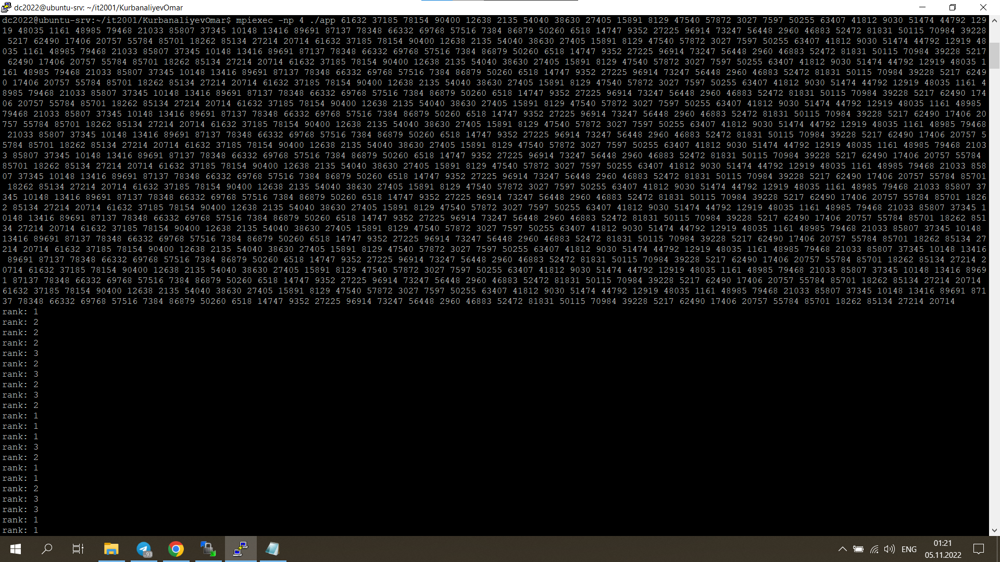 dc2022@ubuntu-srv: ~/it2001/KurbanaliyevOmar
dc2022@ubuntu-srv:~/it2001/KurbanaliyevOmar$ mpiexec -np 4 ./app 61632 37185 78154 90400 12638 2135 54040 38630 27405 15891 8129 47540 57872 3027 7597 50255 63407 41812 9030 51474 44792 129
19 48035 1161 48985 79468 21033 85807 37345 10148 13416 89691 87137 78348 66332 69768 57516 7384 86879 50260 6518 14747 9352 27225 96914 73247 56448 2960 46883 52472 81831 50115 70984 39228
5217 62490 17406 20757 55784 85701 18262 85134 27214 20714 61632 37185 78154 90400 12638 2135 54040 38630 27405 15891 8129 47540 57872 3027 7597 50255 63407 41812 9030 51474 44792 12919 48
035 1161 48985 79468 21033 85807 37345 10148 13416 89691 87137 78348 66332 69768 57516 7384 86879 50260 6518 14747 9352 27225 96914 73247 56448 2960 46883 52472 81831 50115 70984 39228 5217
62490 17406 20757 55784 85701 18262 85134 27214 20714 61632 37185 78154 90400 12638 2135 54040 38630 27405 15891 8129 47540 57872 3027 7597 50255 63407 41812 9030 51474 44792 12919 48035 1
161 48985 79468 21033 85807 37345 10148 13416 89691 87137 78348 66332 69768 57516 7384 86879 50260 6518 14747 9352 27225 96914 73247 56448 2960 46883 52472 81831 50115 70984 39228 5217 6249
0 17406 20757 55784 85701 18262 85134 27214 20714 61632 37185 78154 90400 12638 2135 54040 38630 27405 15891 8129 47540 57872 3027 7597 50255 63407 41812 9030 51474 44792 12919 48035 1161 4
8985 79468 21033 85807 37345 10148 13416 89691 87137 78348 66332 69768 57516 7384 86879 50260 6518 14747 9352 27225 96914 73247 56448 2960 46883 52472 81831 50115 70984 39228 5217 62490 174
06 20757 55784 85701 18262 85134 27214 20714 61632 37185 78154 90400 12638 2135 54040 38630 27405 15891 8129 47540 57872 3027 7597 50255 63407 41812 9030 51474 44792 12919 48035 1161 48985
79468 21033 85807 37345 10148 13416 89691 87137 78348 66332 69768 57516 7384 86879 50260 6518 14747 9352 27225 96914 73247 56448 2960 46883 52472 81831 50115 70984 39228 5217 62490 17406 20
757 55784 85701 18262 85134 27214 20714 61632 37185 78154 90400 12638 2135 54040 38630 27405 15891 8129 47540 57872 3027 7597 50255 63407 41812 9030 51474 44792 12919 48035 1161 48985 79468
21033 85807 37345 10148 13416 89691 87137 78348 66332 69768 57516 7384 86879 50260 6518 14747 9352 27225 96914 73247 56448 2960 46883 52472 81831 50115 70984 39228 5217 62490 17406 20757 5
5784 85701 18262 85134 27214 20714 61632 37185 78154 90400 12638 2135 54040 38630 27405 15891 8129 47540 57872 3027 7597 50255 63407 41812 9030 51474 44792 12919 48035 1161 48985 79468 2103
3 85807 37345 10148 13416 89691 87137 78348 66332 69768 57516 7384 86879 50260 6518 14747 9352 27225 96914 73247 56448 2960 46883 52472 81831 50115 70984 39228 5217 62490 17406 20757 55784
85701 18262 85134 27214 20714 61632 37185 78154 90400 12638 2135 54040 38630 27405 15891 8129 47540 57872 3027 7597 50255 63407 41812 9030 51474 44792 12919 48035 1161 48985 79468 21033 858
07 37345 10148 13416 89691 87137 78348 66332 69768 57516 7384 86879 50260 6518 14747 9352 27225 96914 73247 56448 2960 46883 52472 81831 50115 70984 39228 5217 62490 17406 20757 55784 85701
18262 85134 27214 20714 61632 37185 78154 90400 12638 2135 54040 38630 27405 15891 8129 47540 57872 3027 7597 50255 63407 41812 9030 51474 44792 12919 48035 1161 48985 79468 21033 85807 37
345 10148 13416 89691 87137 78348 66332 69768 57516 7384 86879 50260 6518 14747 9352 27225 96914 73247 56448 2960 46883 52472 81831 50115 70984 39228 5217 62490 17406 20757 55784 85701 1826
2 85134 27214 20714 61632 37185 78154 90400 12638 2135 54040 38630 27405 15891 8129 47540 57872 3027 7597 50255 63407 41812 9030 51474 44792 12919 48035 1161 48985 79468 21033 85807 37345 1
0148 13416 89691 87137 78348 66332 69768 57516 7384 86879 50260 6518 14747 9352 27225 96914 73247 56448 2960 46883 52472 81831 50115 70984 39228 5217 62490 17406 20757 55784 85701 18262 851
34 27214 20714 61632 37185 78154 90400 12638 2135 54040 38630 27405 15891 8129 47540 57872 3027 7597 50255 63407 41812 9030 51474 44792 12919 48035 1161 48985 79468 21033 85807 37345 10148
13416 89691 87137 78348 66332 69768 57516 7384 86879 50260 6518 14747 9352 27225 96914 73247 56448 2960 46883 52472 81831 50115 70984 39228 5217 62490 17406 20757 55784 85701 18262 85134 27
214 20714 61632 37185 78154 90400 12638 2135 54040 38630 27405 15891 8129 47540 57872 3027 7597 50255 63407 41812 9030 51474 44792 12919 48035 1161 48985 79468 21033 85807 37345 10148 13416
89691 87137 78348 66332 69768 57516 7384 86879 50260 6518 14747 9352 27225 96914 73247 56448 2960 46883 52472 81831 50115 70984 39228 5217 62490 17406 20757 55784 85701 18262 85134 27214 2
0714 61632 37185 78154 90400 12638 2135 54040 38630 27405 15891 8129 47540 57872 3027 7597 50255 63407 41812 9030 51474 44792 12919 48035 1161 48985 79468 21033 85807 37345 10148 13416 8969
1 87137 78348 66332 69768 57516 7384 86879 50260 6518 14747 9352 27225 96914 73247 56448 2960 46883 52472 81831 50115 70984 39228 5217 62490 17406 20757 55784 85701 18262 85134 27214 20714
61632 37185 78154 90400 12638 2135 54040 38630 27405 15891 8129 47540 57872 3027 7597 50255 63407 41812 9030 51474 44792 12919 48035 1161 48985 79468 21033 85807 37345 10148 13416 89691 871
37 78348 66332 69768 57516 7384 86879 50260 6518 14747 9352 27225 96914 73247 56448 2960 46883 52472 81831 50115 70984 39228 5217 62490 17406 20757 55784 85701 18262 85134 27214 20714
rank: 1
rank: 2
rank: 2
rank: 2
rank: 3
rank: 2
rank: 3
rank: 2
rank: 3
rank: 2
rank: 1
rank: 1
rank: 1
rank: 3
rank: 2
rank: 1
rank: 1
rank: 2
rank: 3
rank: 3
rank: 1
rank: 1
93
ENG
01:21
05.11.2022